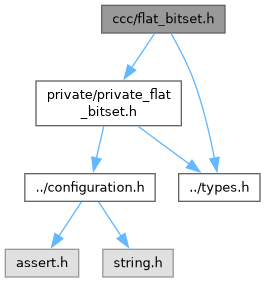 ccc/flat_bitset.h
private/private_flat
_bitset.h
../configuration.h
../types.h
assert.h
string.h